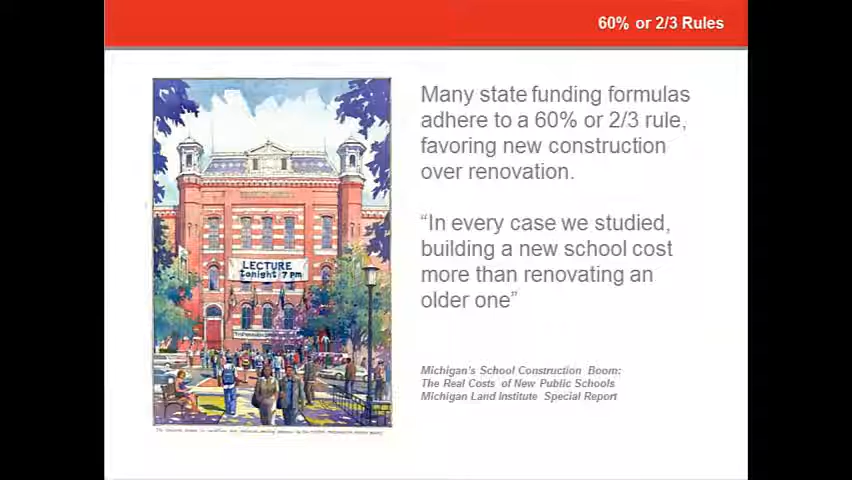 60% or 2/3 Rules
Many state funding formulas
adhere to a 60% or 2/3 rule,
favoring new construction
over renovation.
“In every case we studied,
building a new school cost
more than renovating an
older one”
LECTURE
tonight 7 pm
Michigan's School Construction Boom:
The Real Costs of New Public Schools
Michigan Land Institute Special Report